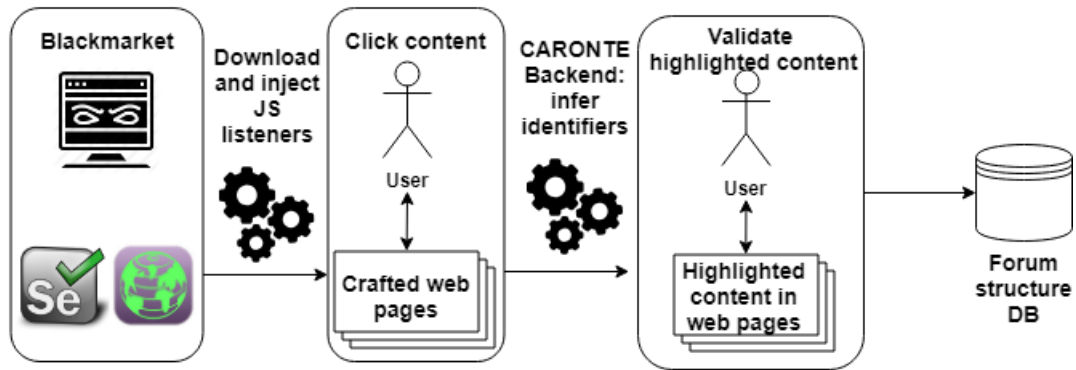 Blackmarket
Se
Download
and inject
JS
listeners
Click content
User
Crafted web
pages
CARONTE
Backend:
infer
identifiers
Validate
highlighted content
User
Highlighted
content in
web pages
Forum
structure
DB